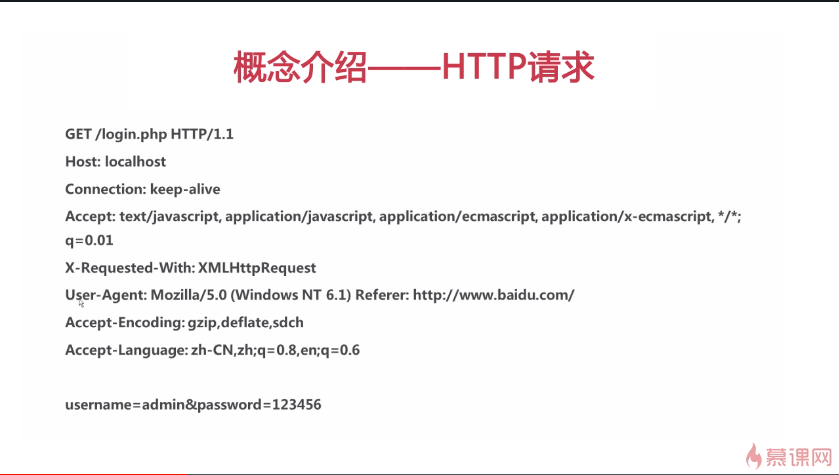 概念介绍——HTTP请求
GET /login.php HTTP/1.1
Host: localhost
Connection: keep-alive
Accept: text/javascript, application/javascript, application/ecmascript, application/x-ecmascript, */*;
q=0.01
X-Requested-With: XMLHttpRequest
User-Agent: Mozilla/5.0 (Windows NT 6.1) Referer: http://www.baidu.com/
Accept-Encoding: gzip,deflate,sdch
Accept-Language: zh-CN,zh;q=0.8,en;q=0.6
username=admin&password=123456
慕课网